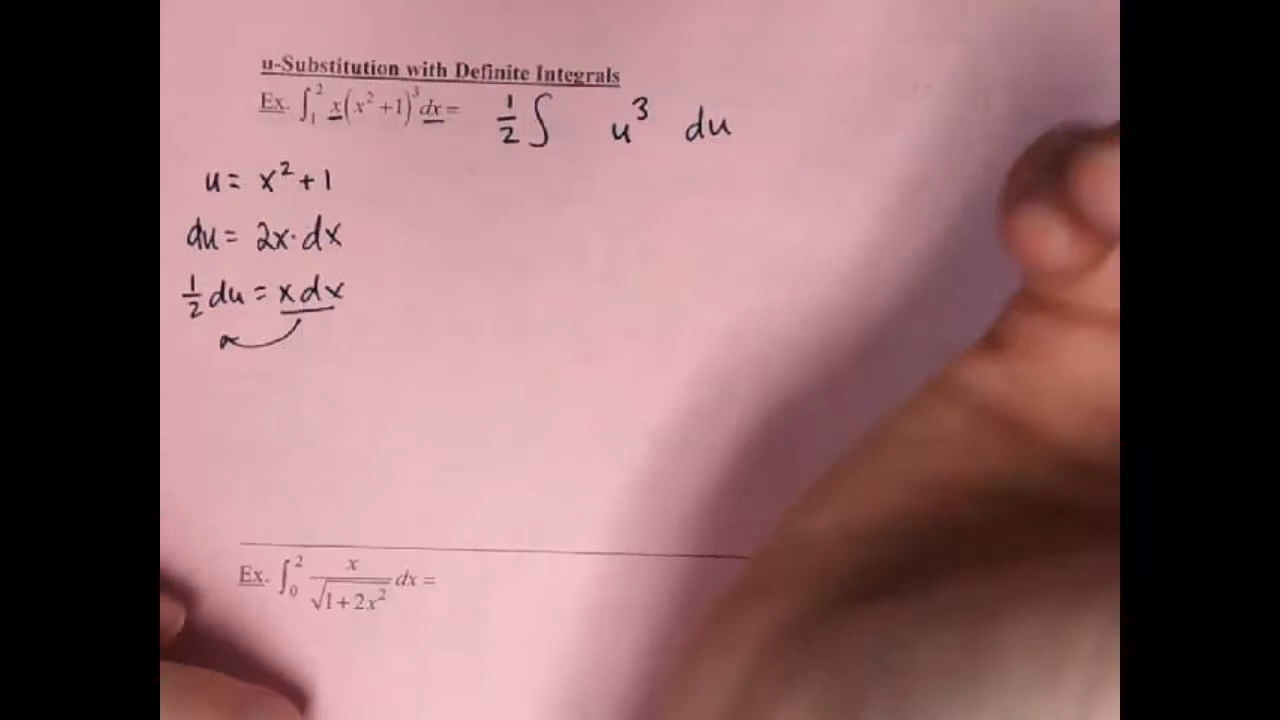 u-Substitution with Definite Integrals
Ex. ∫₁² x(x² +1)³ dx = ½ ∫ u³ du
u = x² + 1
du = 2x · dx
½ du = x dx
Ex. ∫₀² x / √(1 + 2x²) dx =